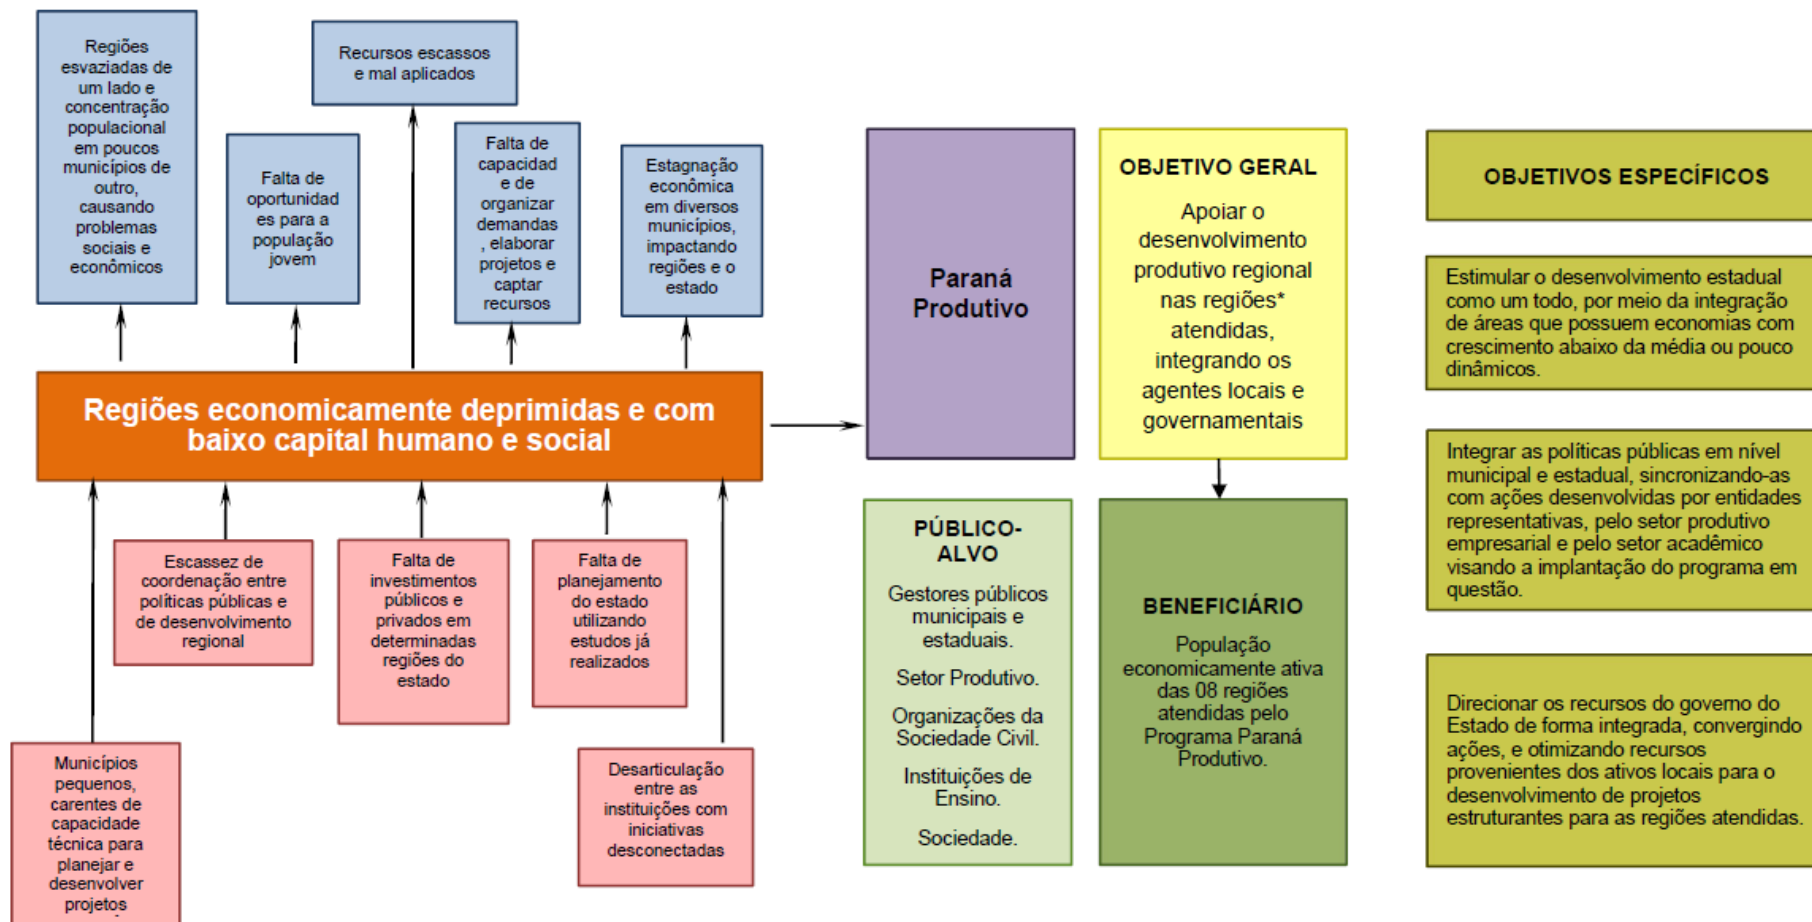 Regiões
esvaziadas de
um lado e
concentração
populacional
em poucos
municípios de
outro,
causando
problemas
sociais e
econômicos
Falta de
oportunidad
es para a
população
jovem
Recursos escassos
e mal aplicados
Falta de
capacidad
e de
organizar
demandas
, elaborar
projetos e
captar
recursos
Estagnação
econômica
em diversos
municípios,
impactando
regiões e o
estado
Regiões economicamente deprimidas e com
baixo capital humano e social
Municípios
pequenos,
carentes de
capacidade
técnica para
planejar e
desenvolver
projetos
Escassez de
coordenação entre
políticas públicas e
de desenvolvimento
regional
Falta de
investimentos
públicos e
privados em
determinadas
regiões do
estado
Falta de
planejamento
do estado
utilizando
estudos já
realizados
Desarticulação
entre as
instituições com
iniciativas
desconectadas
Paraná
Produtivo
OBJETIVO GERAL
Apoiar o
desenvolvimento
produtivo regional
nas regiões*
atendidas,
integrando os
agentes locais e
governamentais
PÚBLICO-
ALVO
Gestores públicos
municipais e
estaduais.
Setor Produtivo.
Organizações da
Sociedade Civil.
Instituições de
Ensino.
Sociedade.
BENEFICIÁRIO
População
economicamente ativa
das 08 regiões
atendidas pelo
Programa Paraná
Produtivo.
OBJETIVOS ESPECÍFICOS
Estimular o desenvolvimento estadual
como um todo, por meio da integração
de áreas que possuem economias com
crescimento abaixo da média ou pouco
dinâmicos.
Integrar as políticas públicas em nível
municipal e estadual, sincronizando-as
com ações desenvolvidas por entidades
representativas, pelo setor produtivo
empresarial e pelo setor acadêmico
visando a implantação do programa em
questão.
Direcionar os recursos do governo do
Estado de forma integrada, convergindo
ações, e otimizando recursos
provenientes dos ativos locais para o
desenvolvimento de projetos
estruturantes para as regiões atendidas.